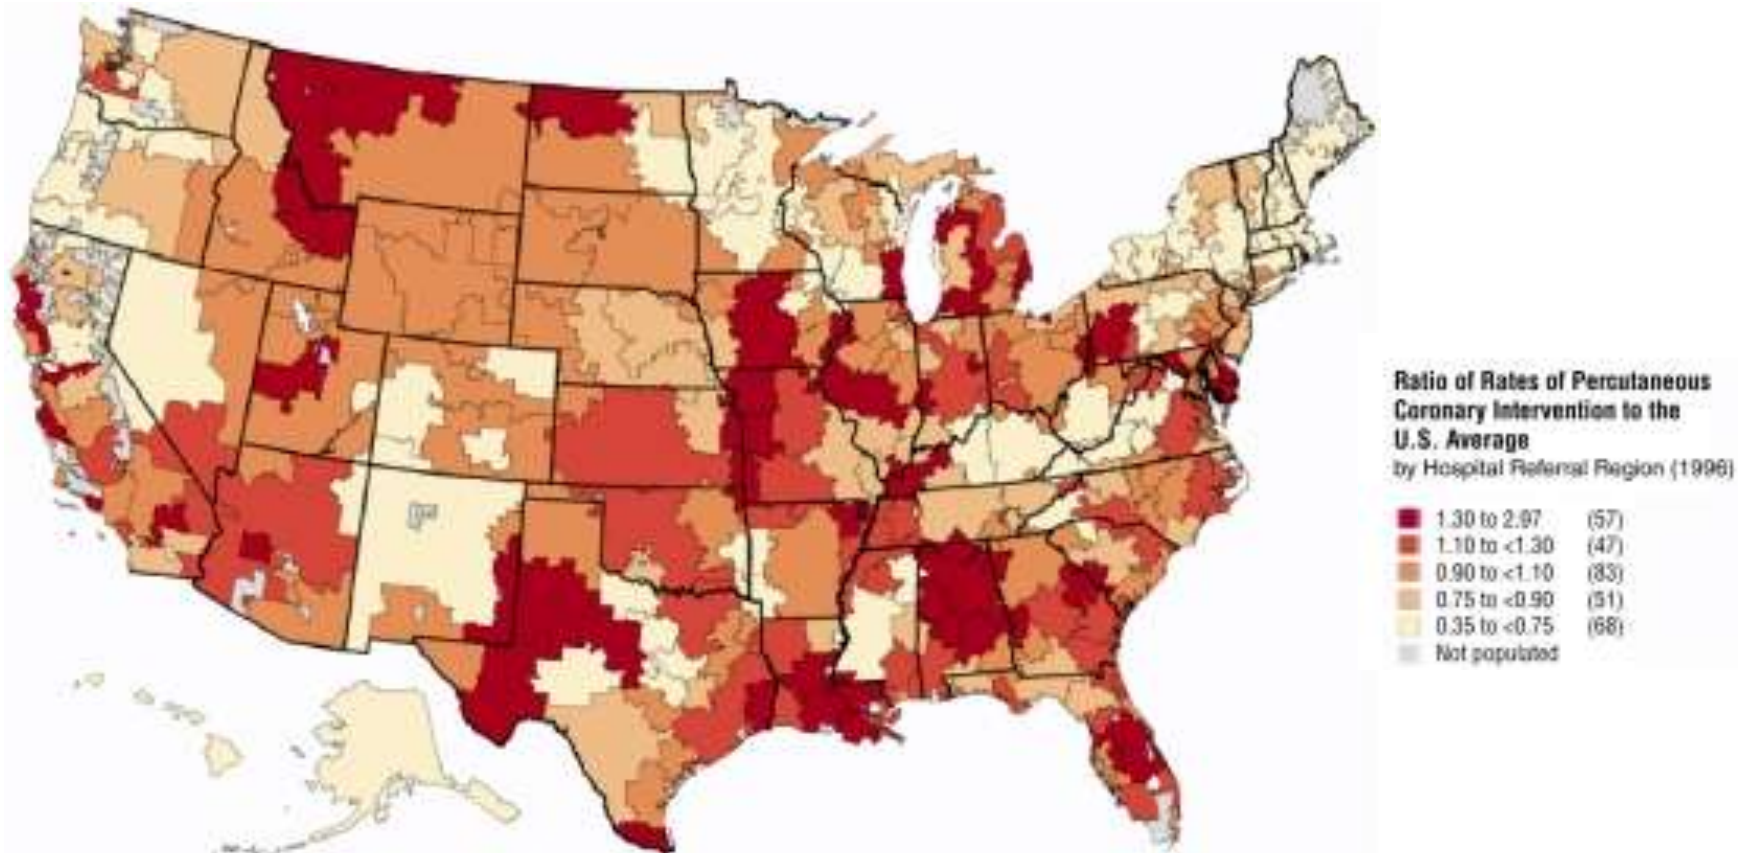 Ratio of Rates of Percutaneous
Coronary Intervention to the
U.S. Average
by Hospital Referral Region (1996)
1.30 to 2.97 (57)
1.10 to <1.30 (47)
0.90 to <1.10 (83)
0.75 to <0.90 (51)
0.35 to <0.75 (68)
Not populated